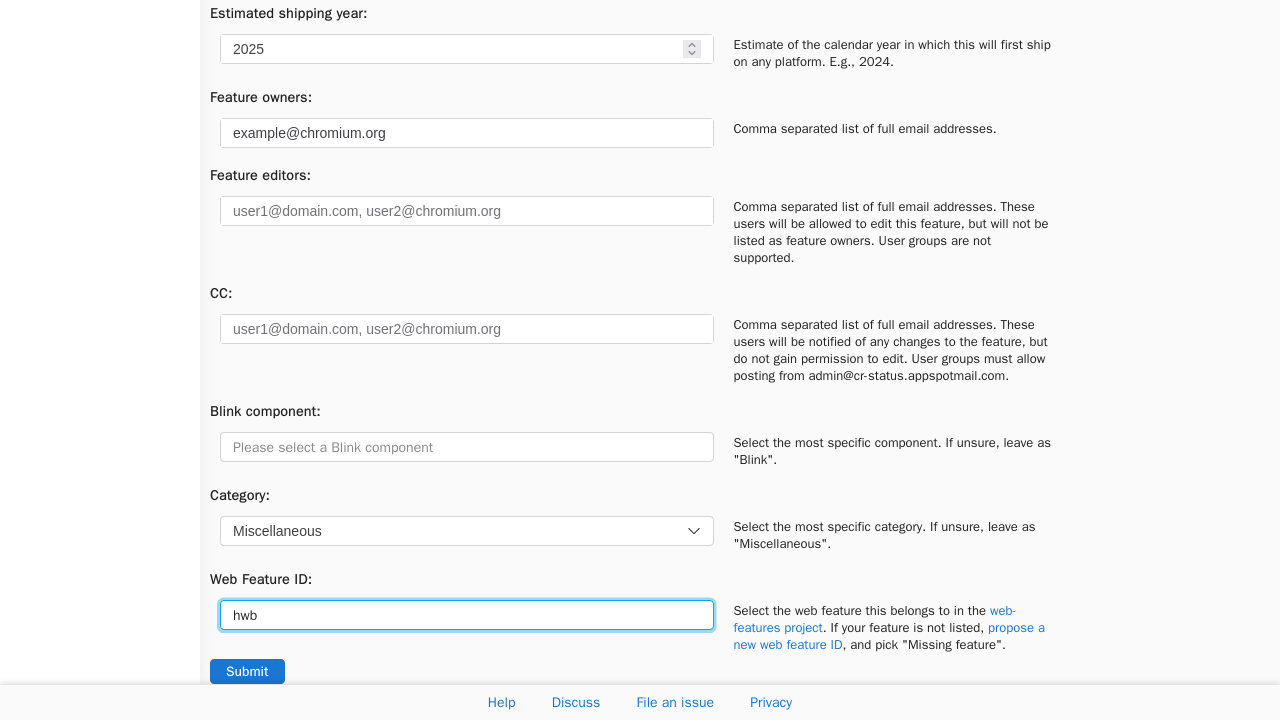 Estimated shipping year:
2025
Estimate of the calendar year in which this will first ship
on any platform. E.g., 2024.
Feature owners:
example@chromium.org
Comma separated list of full email addresses.
Feature editors:
user1@domain.com, user2@chromium.org
Comma separated list of full email addresses. These
users will be allowed to edit this feature, but will not be
listed as feature owners. User groups are not
supported.
CC:
user1@domain.com, user2@chromium.org
Comma separated list of full email addresses. These
users will be notified of any changes to the feature, but
do not gain permission to edit. User groups must allow
posting from admin@cr-status.appspotmail.com.
Blink component:
Please select a Blink component
Select the most specific component. If unsure, leave as
"Blink".
Category:
Miscellaneous
Select the most specific category. If unsure, leave as
"Miscellaneous".
Web Feature ID:
hwb
Select the web feature this belongs to in the web-
features project. If your feature is not listed, propose a
new web feature ID, and pick "Missing feature".
Submit
Help Discuss File an issue Privacy